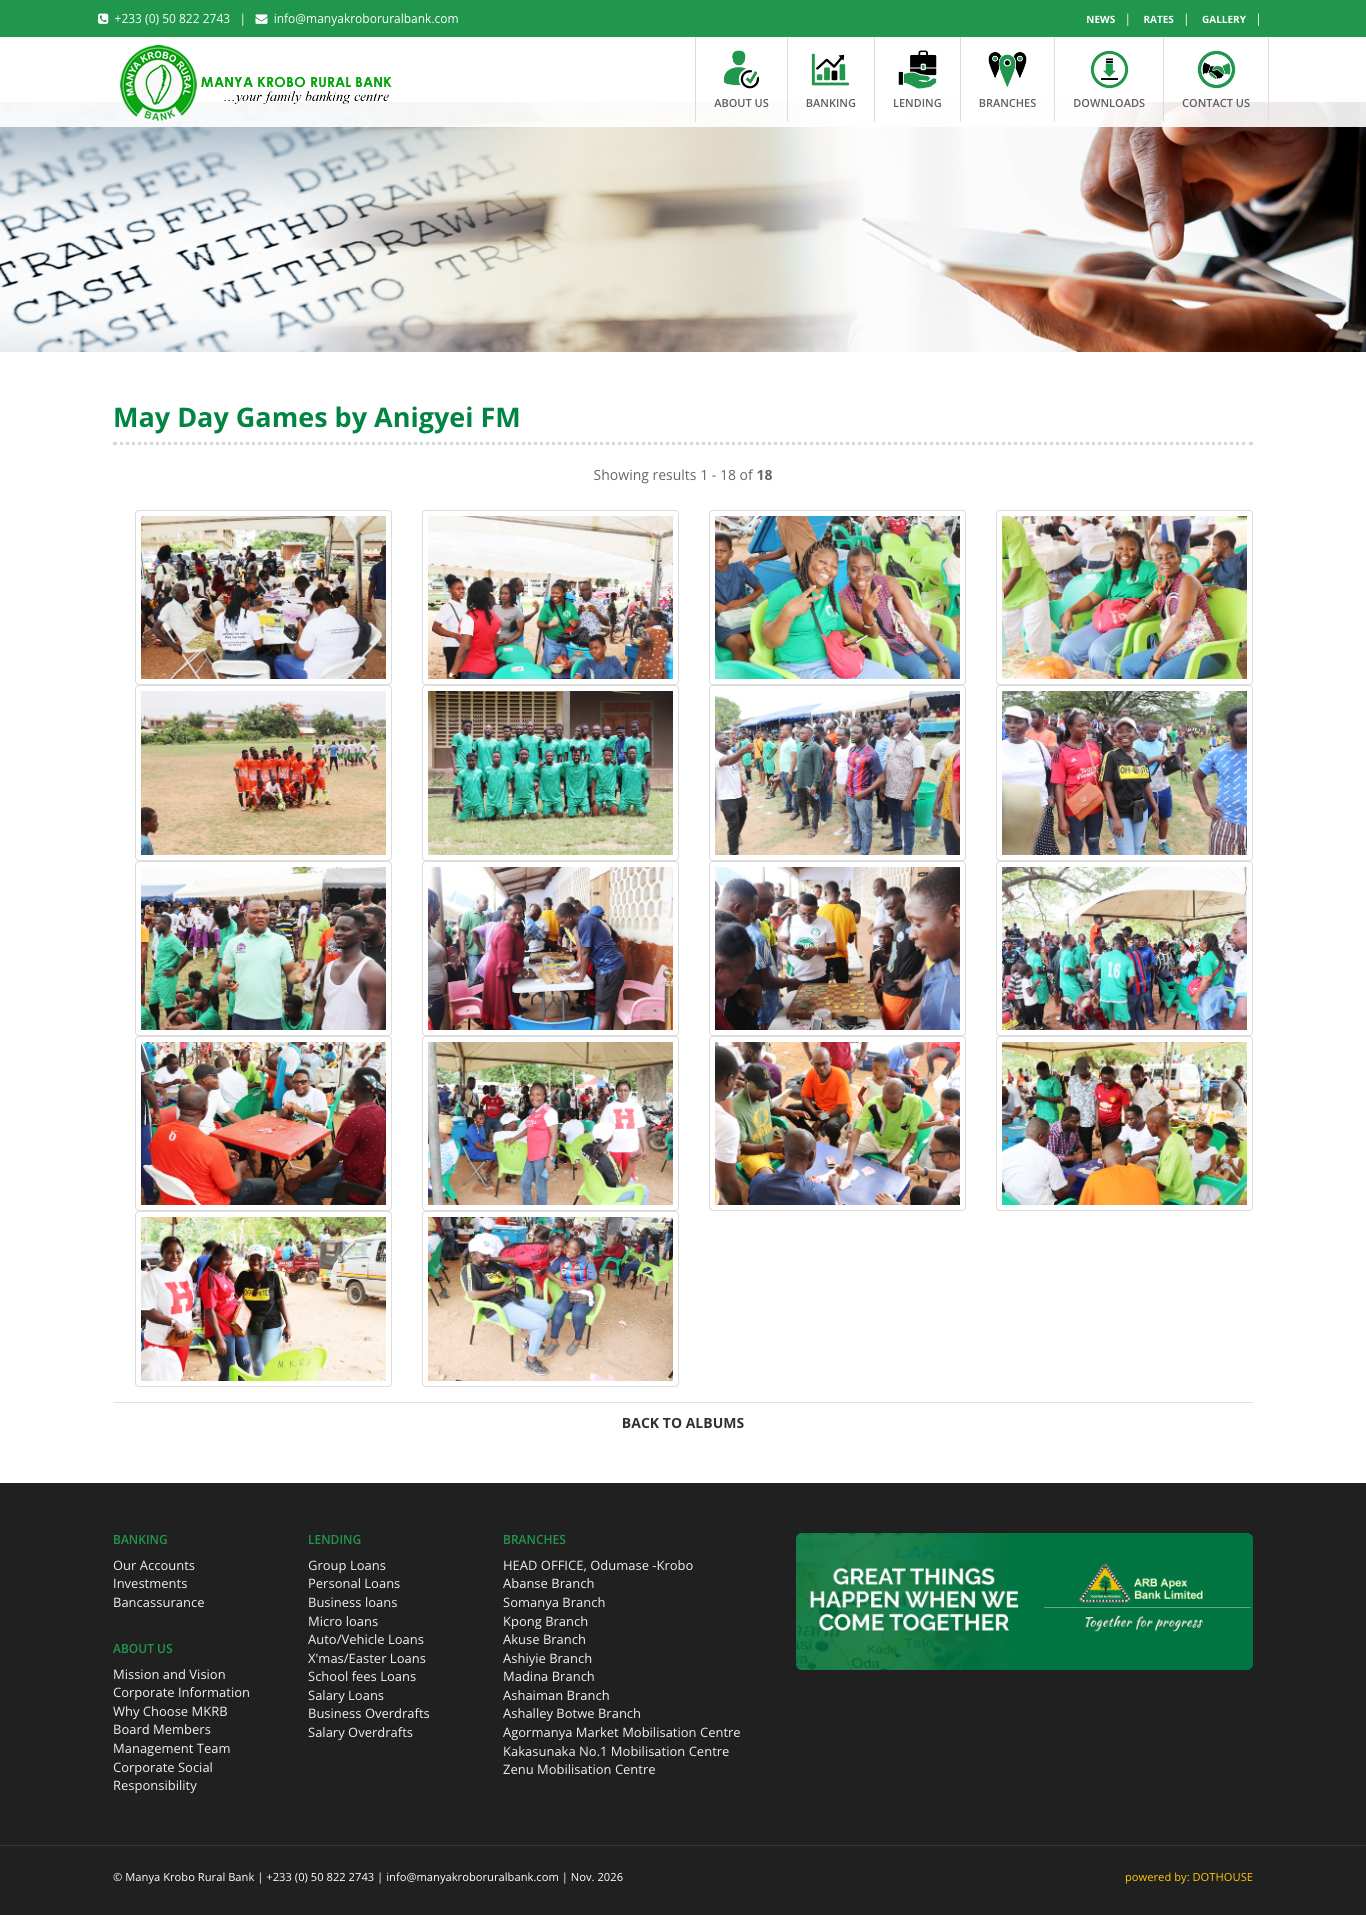 +233 (0) 50 822 2743 | info@manyakroboruralbank.com
NEWS | RATES | GALLERY |
MANYA KROBO RURAL BANK
MANYA KROBO RURAL BANK
...your family banking centre
ABOUT US
BANKING
LENDING
BRANCHES
DOWNLOADS
CONTACT US
TRANSFER DEBIT
TRANSFER
CASH WITHDRAWAL
CASH WITHDRAWAL
AUTO TRAN
May Day Games by Anigyei FM
Showing results 1 - 18 of 18
16
H
H
MKRB
BACK TO ALBUMS
BANKING
Our Accounts
Investments
Bancassurance
ABOUT US
Mission and Vision
Corporate Information
Why Choose MKRB
Board Members
Management Team
Corporate Social
Responsibility
LENDING
Group Loans
Personal Loans
Business loans
Micro loans
Auto/Vehicle Loans
X'mas/Easter Loans
School fees Loans
Salary Loans
Business Overdrafts
Salary Overdrafts
BRANCHES
HEAD OFFICE, Odumase -Krobo
Abanse Branch
Somanya Branch
Kpong Branch
Akuse Branch
Ashiyie Branch
Madina Branch
Ashaiman Branch
Ashalley Botwe Branch
Agormanya Market Mobilisation Centre
Kakasunaka No.1 Mobilisation Centre
Zenu Mobilisation Centre
GREAT THINGS
HAPPEN WHEN WE
COME TOGETHER
ARB Apex
Bank Limited
Together for progress
© Manya Krobo Rural Bank | +233 (0) 50 822 2743 | info@manyakroboruralbank.com | Nov. 2026
powered by: DOTHOUSE